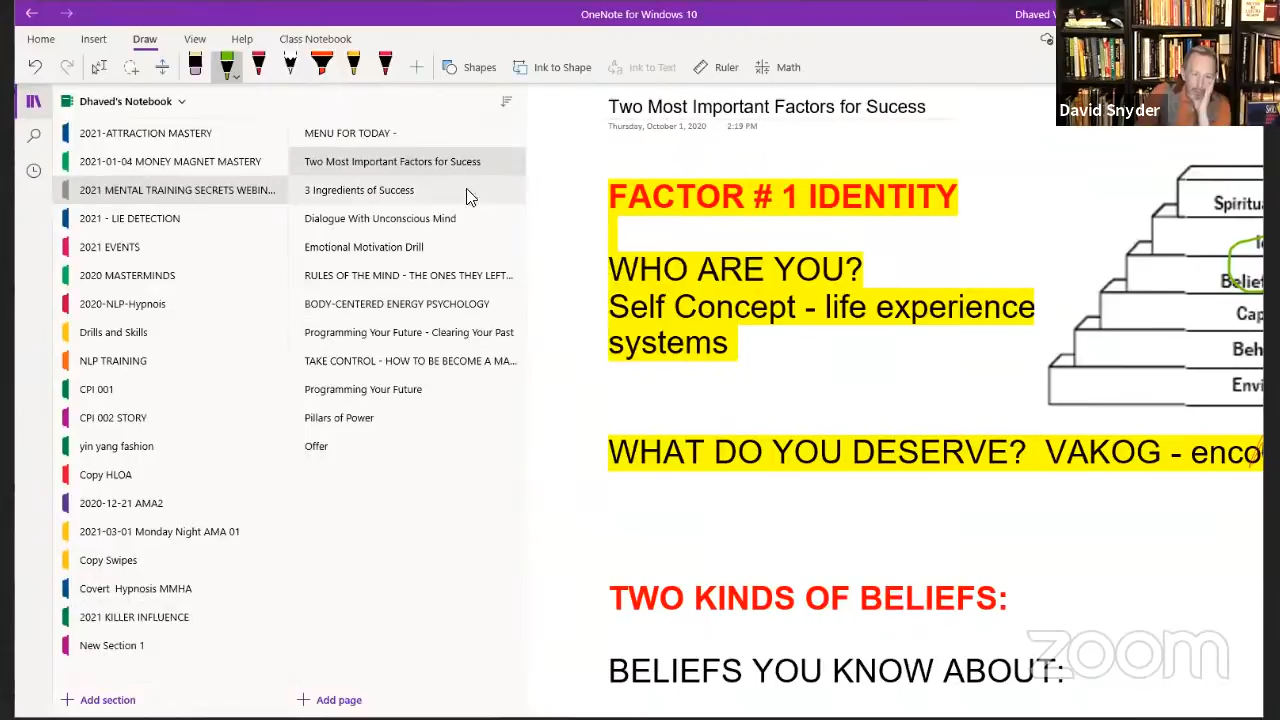 OneNote for Windows 10
Dhaved
Home Insert Draw View Help Class Notebook
Shapes Ink to Shape Ink to Text Ruler Math
David Snyder
Dhaved's Notebook
2021-ATTRACTION MASTERY
2021-01-04 MONEY MAGNET MASTERY
2021 MENTAL TRAINING SECRETS WEBIN...
2021 - LIE DETECTION
2021 EVENTS
2020 MASTERMINDS
2020-NLP-Hypnois
Drills and Skills
NLP TRAINING
CPI 001
CPI 002 STORY
yin yang fashion
Copy HLOA
2020-12-21 AMA2
2021-03-01 Monday Night AMA 01
Copy Swipes
Covert Hypnosis MMHA
2021 KILLER INFLUENCE
New Section 1
Add section
MENU FOR TODAY -
Two Most Important Factors for Sucess
3 Ingredients of Success
Dialogue With Unconscious Mind
Emotional Motivation Drill
RULES OF THE MIND - THE ONES THEY LEFT...
BODY-CENTERED ENERGY PSYCHOLOGY
Programming Your Future - Clearing Your Past
TAKE CONTROL - HOW TO BE BECOME A MA...
Programming Your Future
Pillars of Power
Offer
Add page
Two Most Important Factors for Sucess
Thursday, October 1, 2020 2:19 PM
FACTOR # 1 IDENTITY
WHO ARE YOU?
Self Concept - life experience
systems
Spiritu
Belief
Cap
Beh
Envi
WHAT DO YOU DESERVE? VAKOG - enco
TWO KINDS OF BELIEFS:
BELIEFS YOU KNOW ABOUT:
zoom